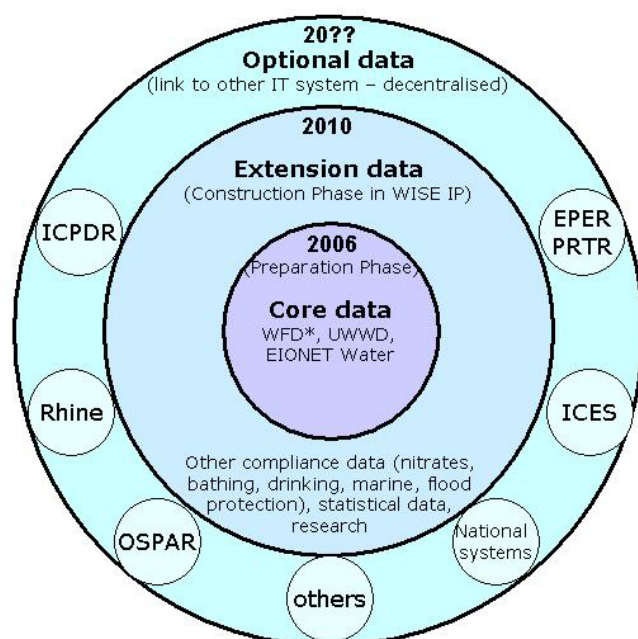 20??
Optional data
(link to other IT system – decentralised)
2010
Extension data
(Construction Phase in WISE IP)
ICPDR
EPER
PRTR
2006
(Preparation Phase)
Core data
WFD*, UWWD,
EIONET Water
Rhine
ICES
Other compliance data (nitrates,
bathing, drinking, marine, flood
protection), statistical data,
research
OSPAR
National
systems
others